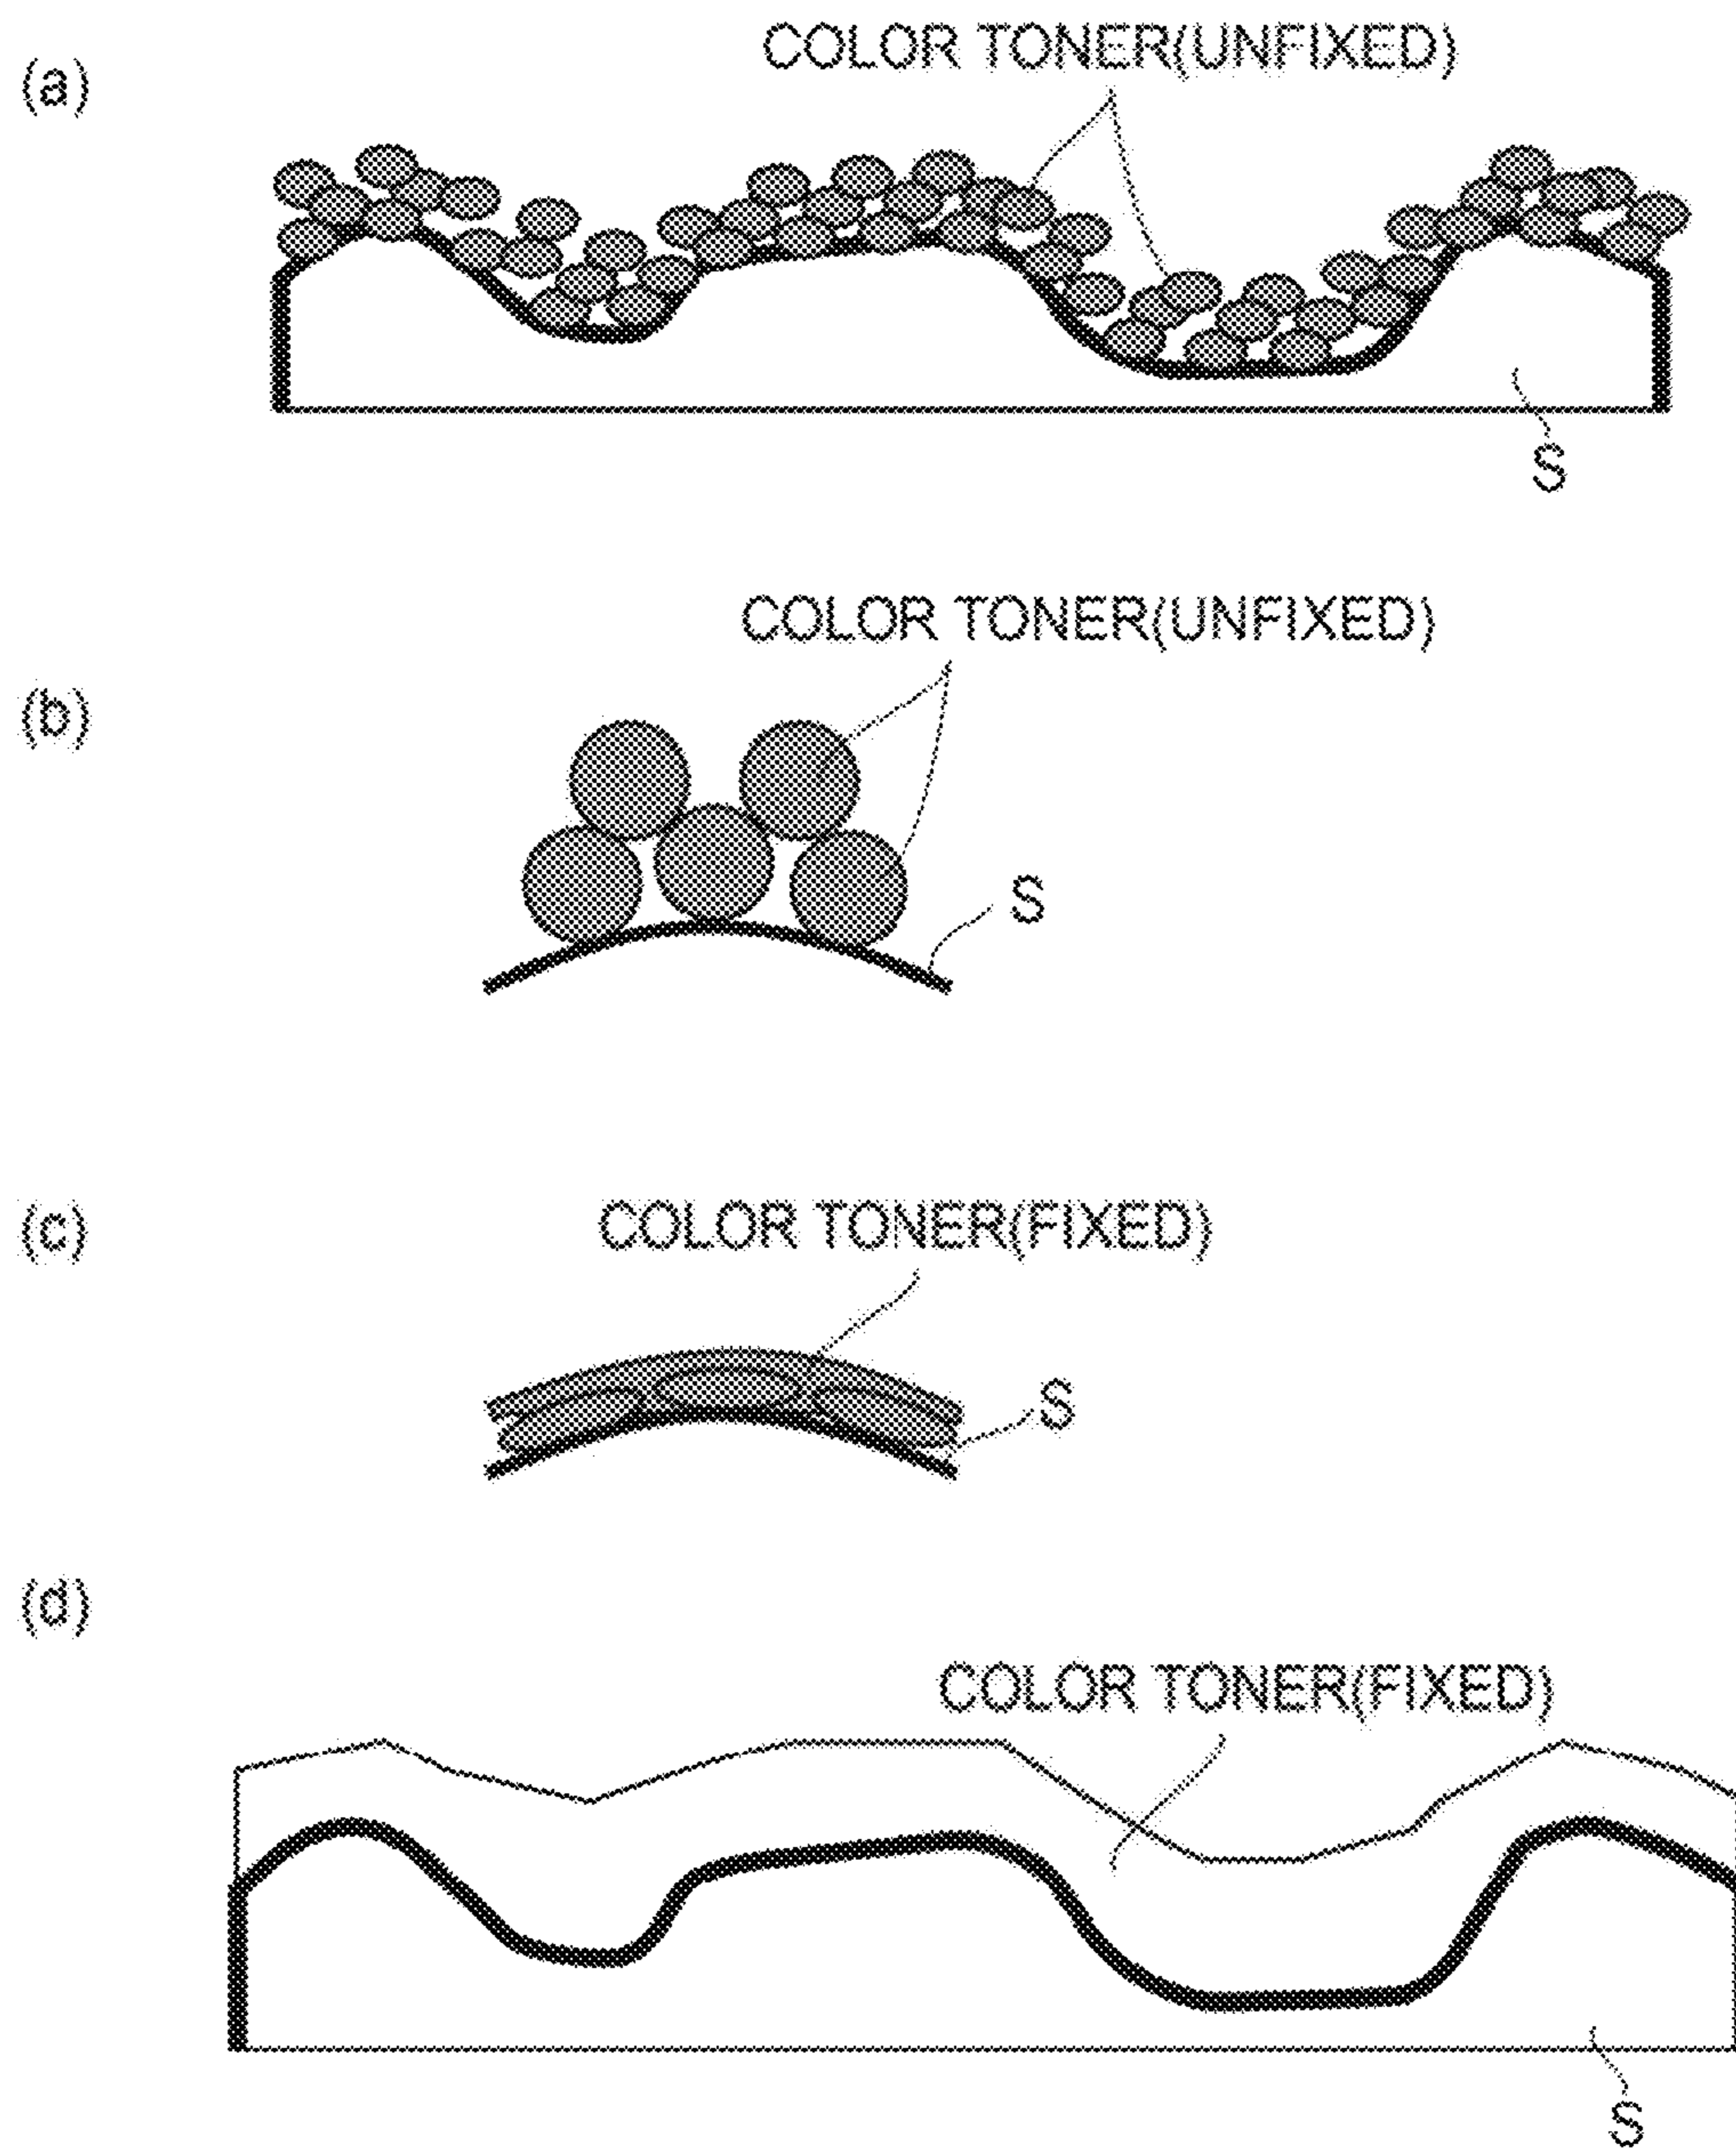 (a)
COLOR TONER(UNFIXED)
S
(b)
COLOR TONER(UNFIXED)
S
(c)
COLOR TONER(FIXED)
S
(d)
COLOR TONER(FIXED)
S